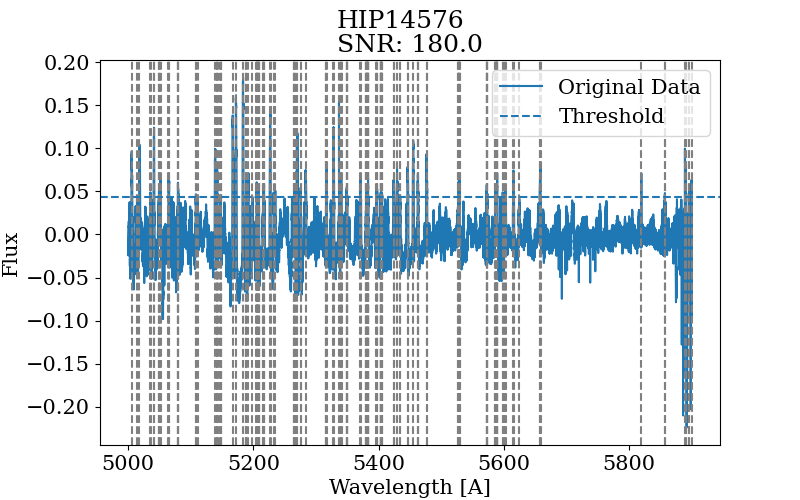 HIP14576
SNR: 180.0
Original Data
Threshold
0.20
0.15
0.10
0.05
0.00
−0.05
−0.10
−0.15
−0.20
Flux
5000 5200 5400 5600 5800
Wavelength [A]